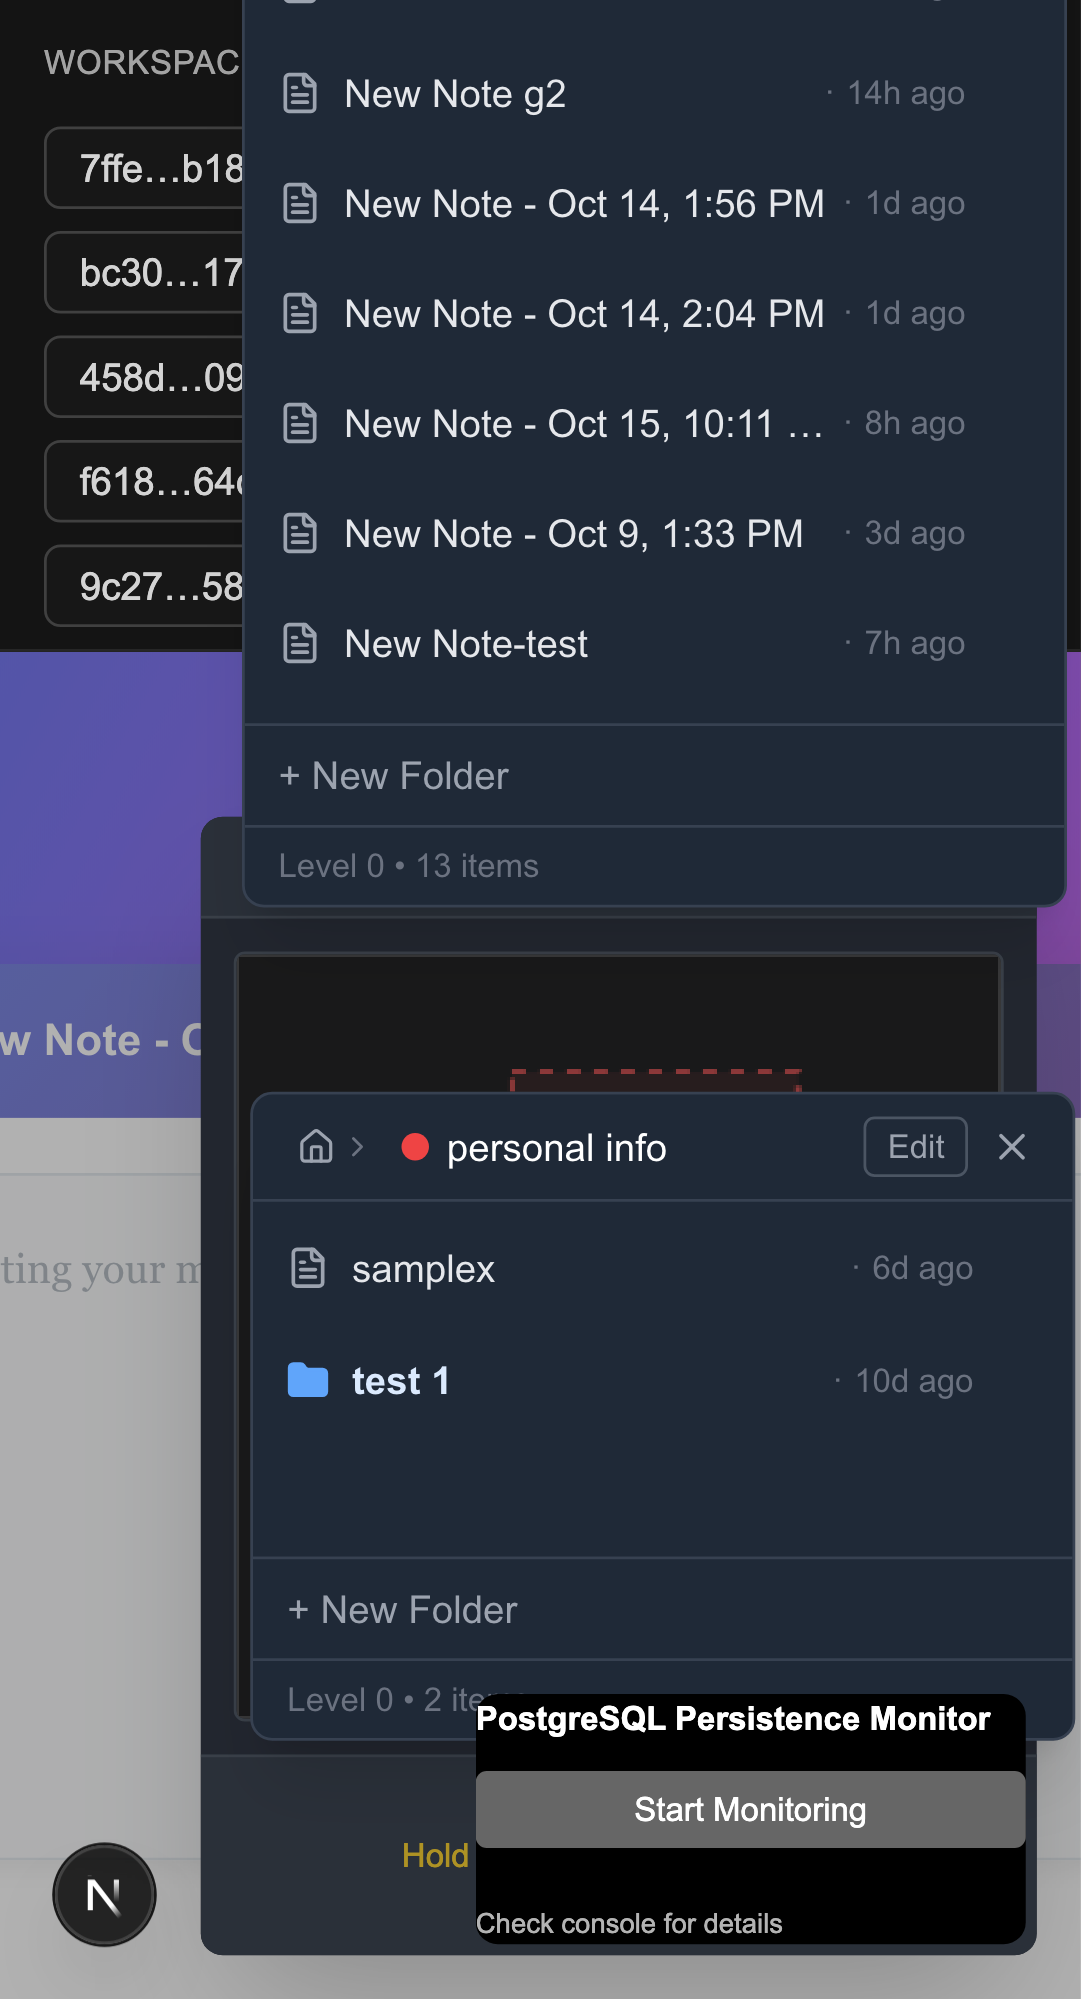 WORKSPAC
7ffe...b18
bc30...17
458d...09
f618...64
9c27...58
New Note g2 · 14h ago
New Note - Oct 14, 1:56 PM · 1d ago
New Note - Oct 14, 2:04 PM · 1d ago
New Note - Oct 15, 10:11 ... · 8h ago
New Note - Oct 9, 1:33 PM · 3d ago
New Note-test · 7h ago
+ New Folder
Level 0 • 13 items
w Note - C
ting your m
personal info
Edit
samplex · 6d ago
test 1 · 10d ago
+ New Folder
Level 0 • 2 ite
PostgreSQL Persistence Monitor
Start Monitoring
Hold
Check console for details
N